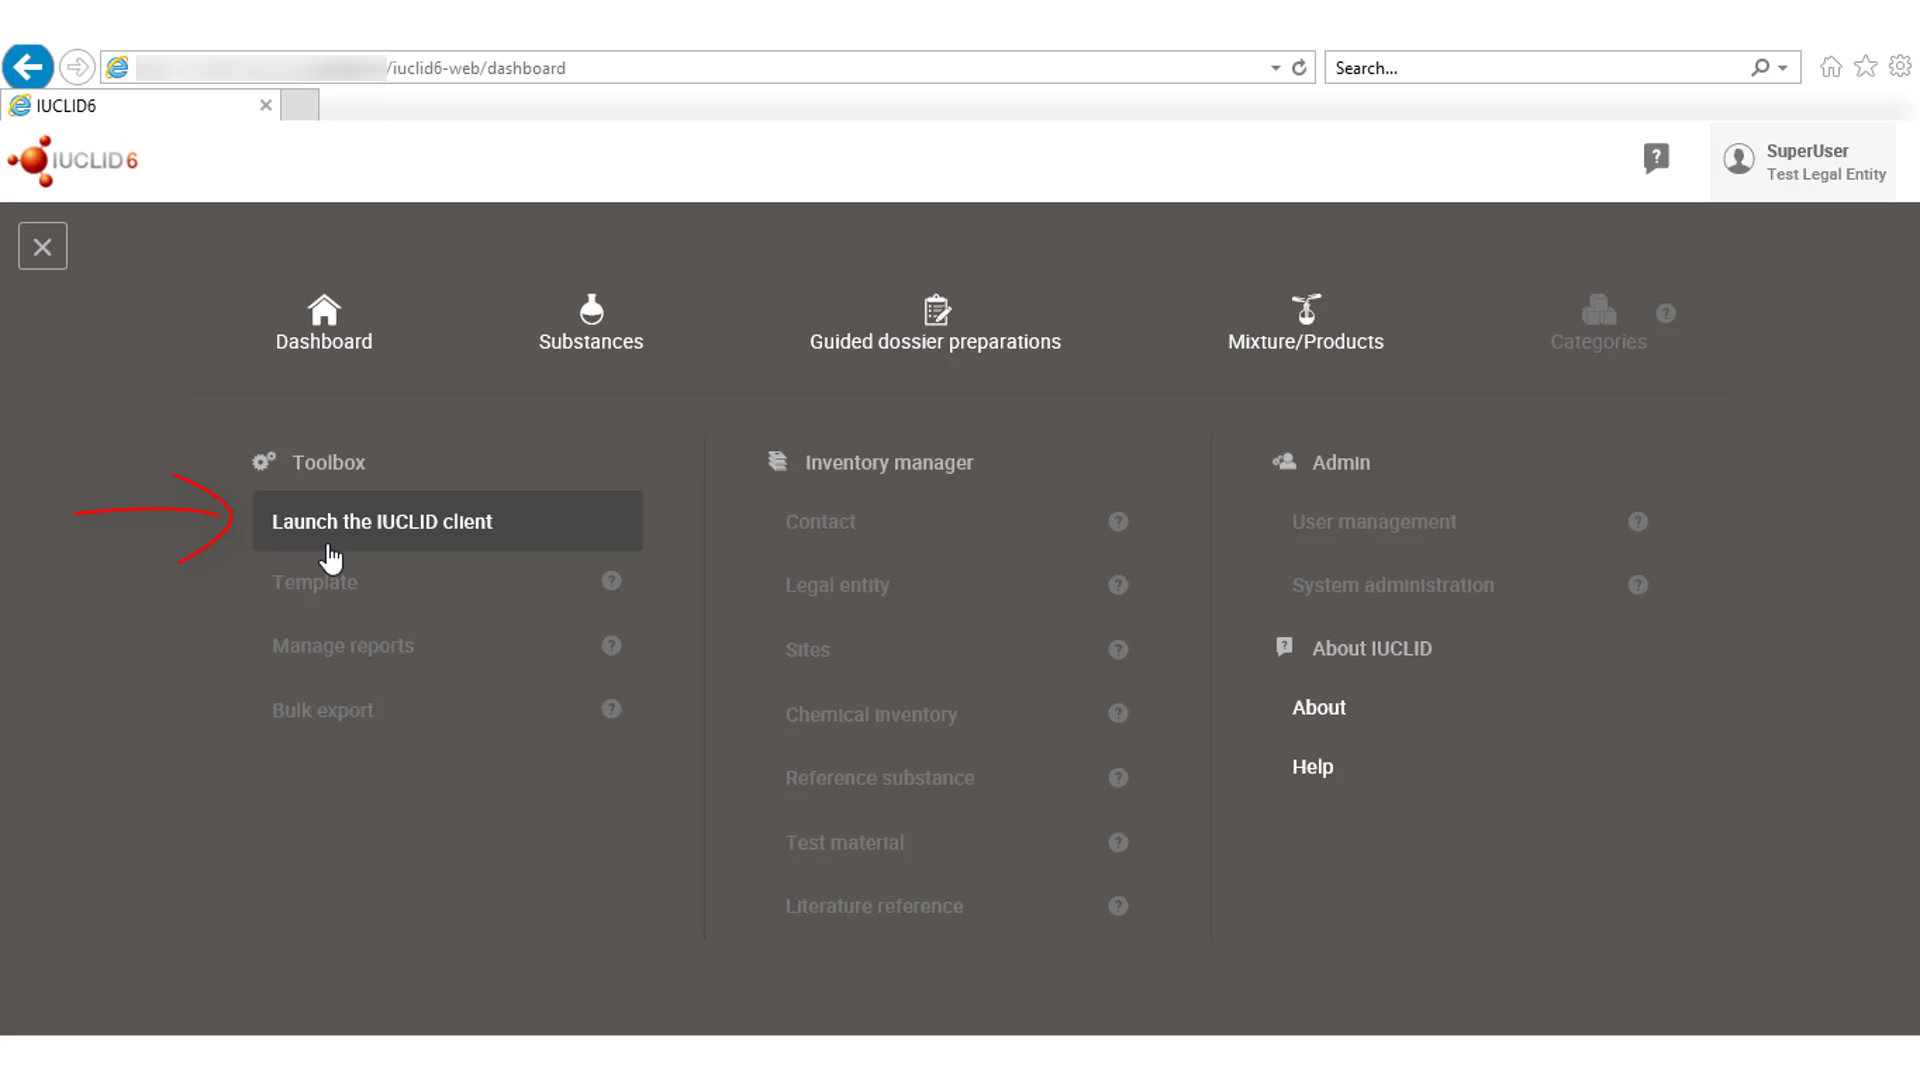 /iuclid6-web/dashboard
Search...
IUCLID6
IUCLID 6
SuperUser
Test Legal Entity
Dashboard
Substances
Guided dossier preparations
Mixture/Products
Categories
Toolbox
Launch the IUCLID client
Template
Manage reports
Bulk export
Inventory manager
Contact
Legal entity
Sites
Chemical inventory
Reference substance
Test material
Literature reference
Admin
User management
System administration
About IUCLID
About
Help